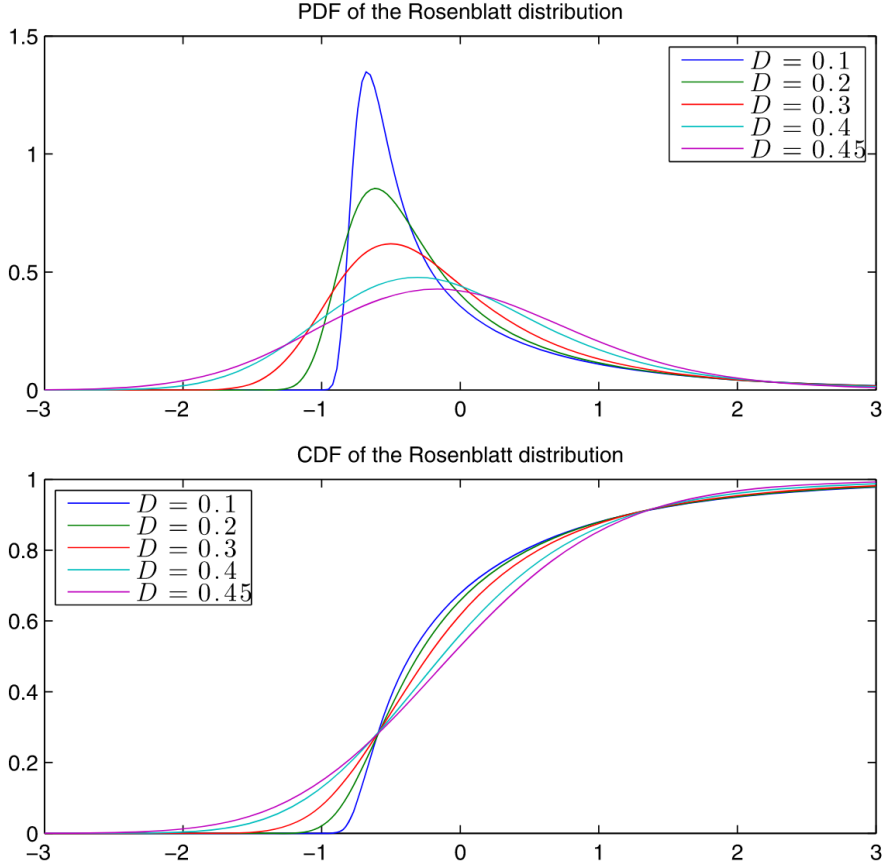 PDF of the Rosenblatt distribution
1.5
1
0.5
0
D = 0.1
D = 0.2
D = 0.3
D = 0.4
D = 0.45
−3 −2 −1 0 1 2 3
CDF of the Rosenblatt distribution
1
0.8
0.6
0.4
0.2
0
D = 0.1
D = 0.2
D = 0.3
D = 0.4
D = 0.45
−3 −2 −1 0 1 2 3